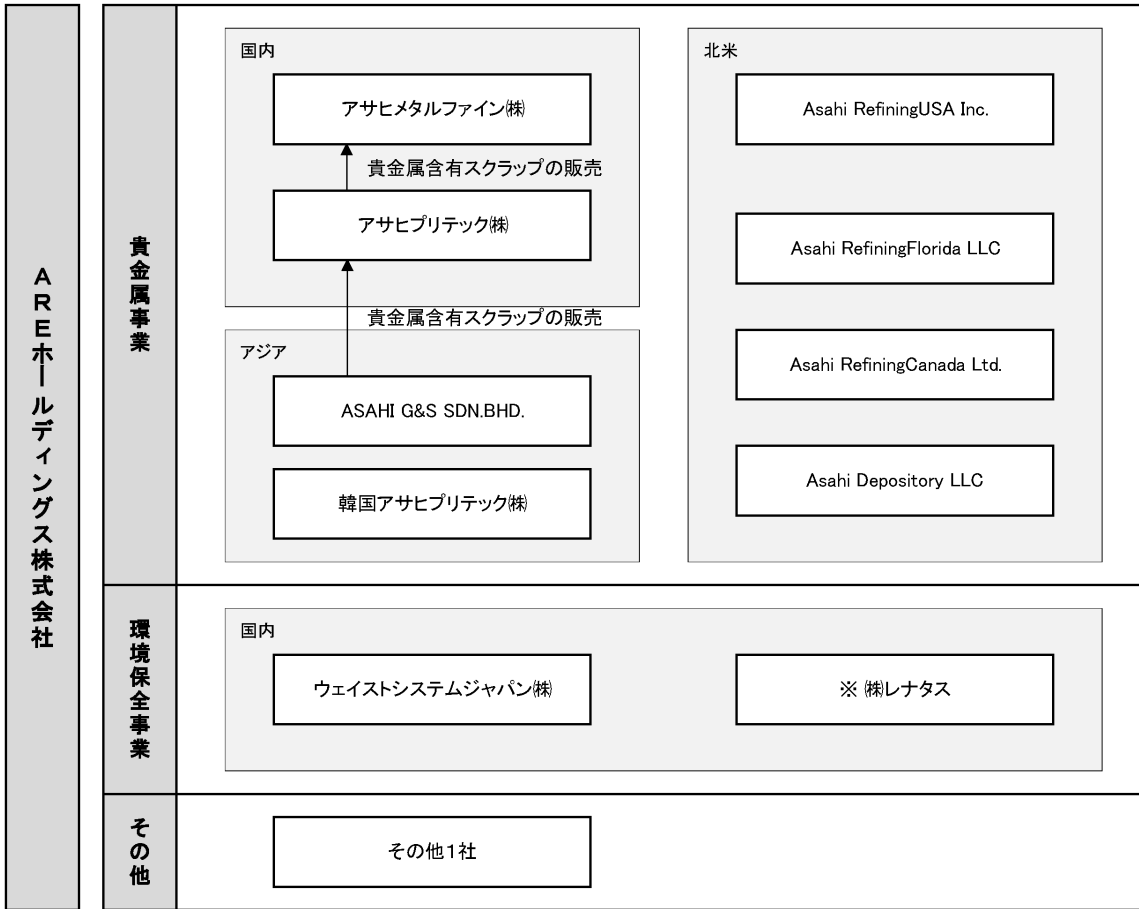 AREホールディングス株式会社
貴金属事業
国内
アサヒメタルファイン㈱
貴金属含有スクラップの販売
アサヒプリテック㈱
貴金属含有スクラップの販売
アジア
ASAHI G&S SDN.BHD.
韓国アサヒプリテック㈱
北米
Asahi RefiningUSA Inc.
Asahi RefiningFlorida LLC
Asahi RefiningCanada Ltd.
Asahi Depository LLC
環境保全事業
国内
ウェイストシステムジャパン㈱
※ ㈱レナタス
その他
その他1社